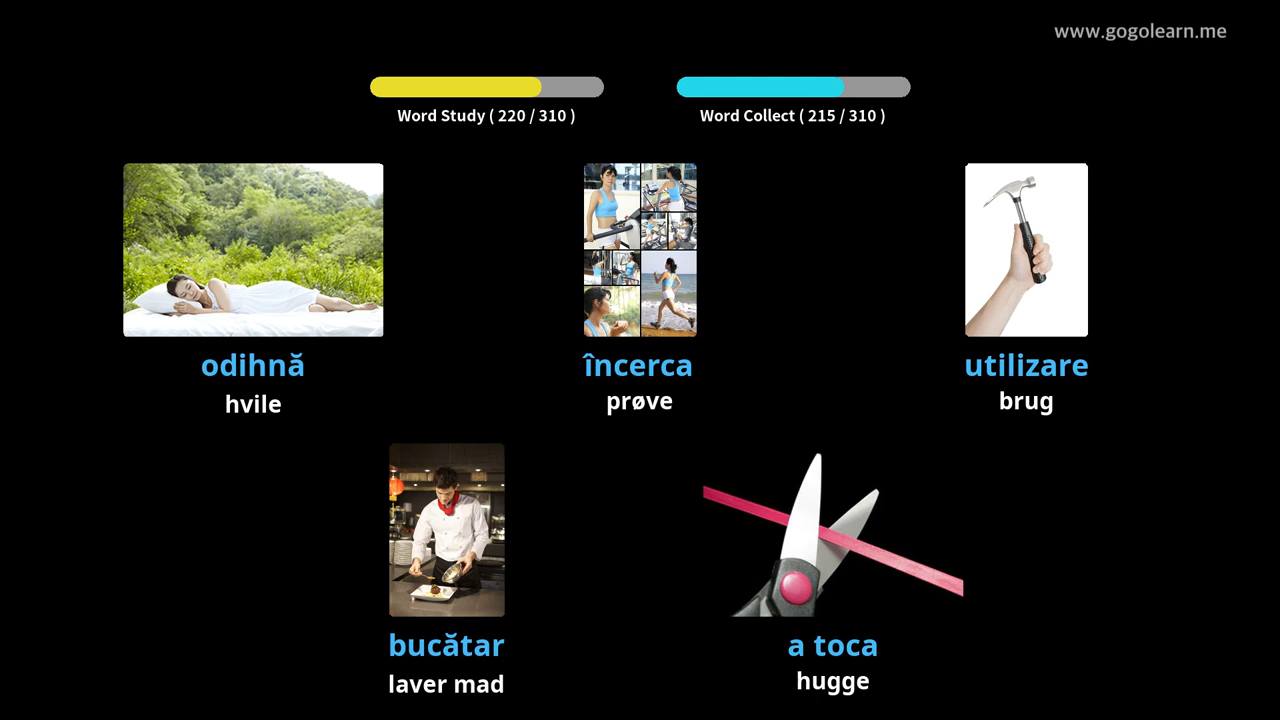 www.gogolearn.me
Word Study ( 220 / 310 )
Word Collect ( 215 / 310 )
odihnă
hvile
încerca
prøve
utilizare
brug
bucătar
laver mad
a toca
hugge